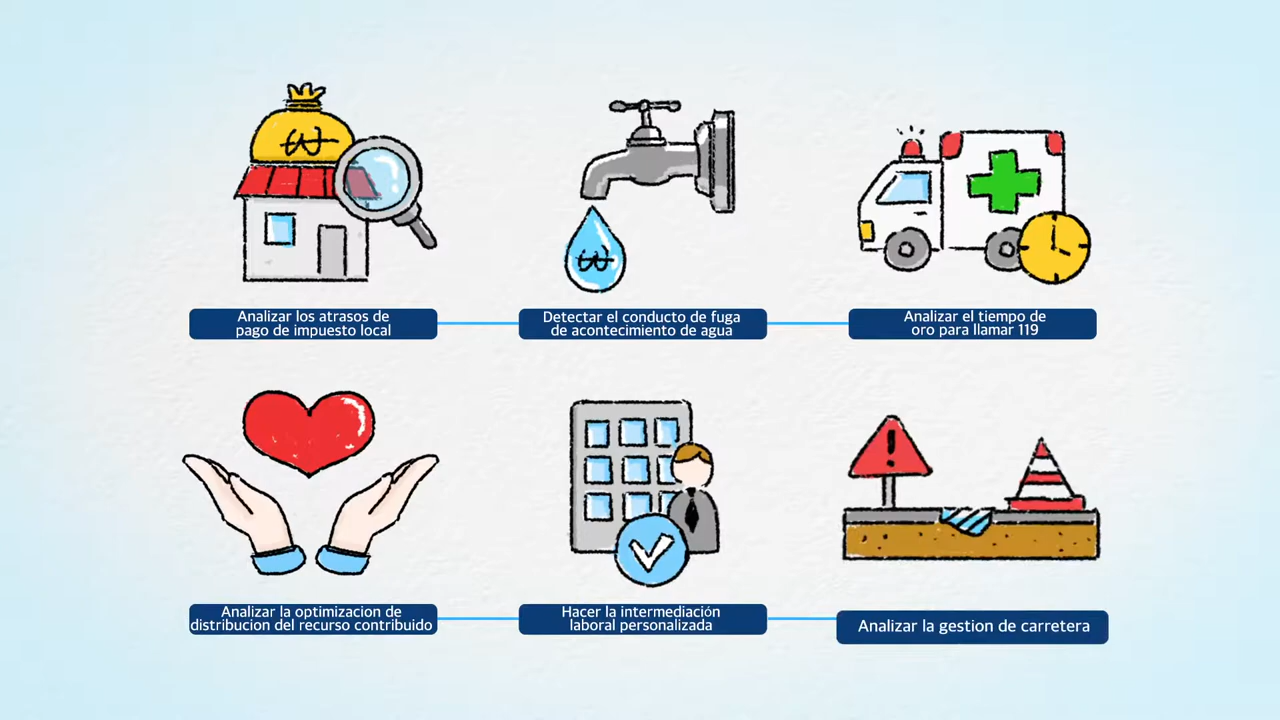 Analizar los atrasos de
pago de impuesto local
Detectar el conducto de fuga
de acontecimiento de agua
Analizar el tiempo de
oro para llamar 119
Analizar la optimizacion de
distribucion del recurso contribuido
Hacer la intermediación
laboral personalizada
Analizar la gestion de carretera